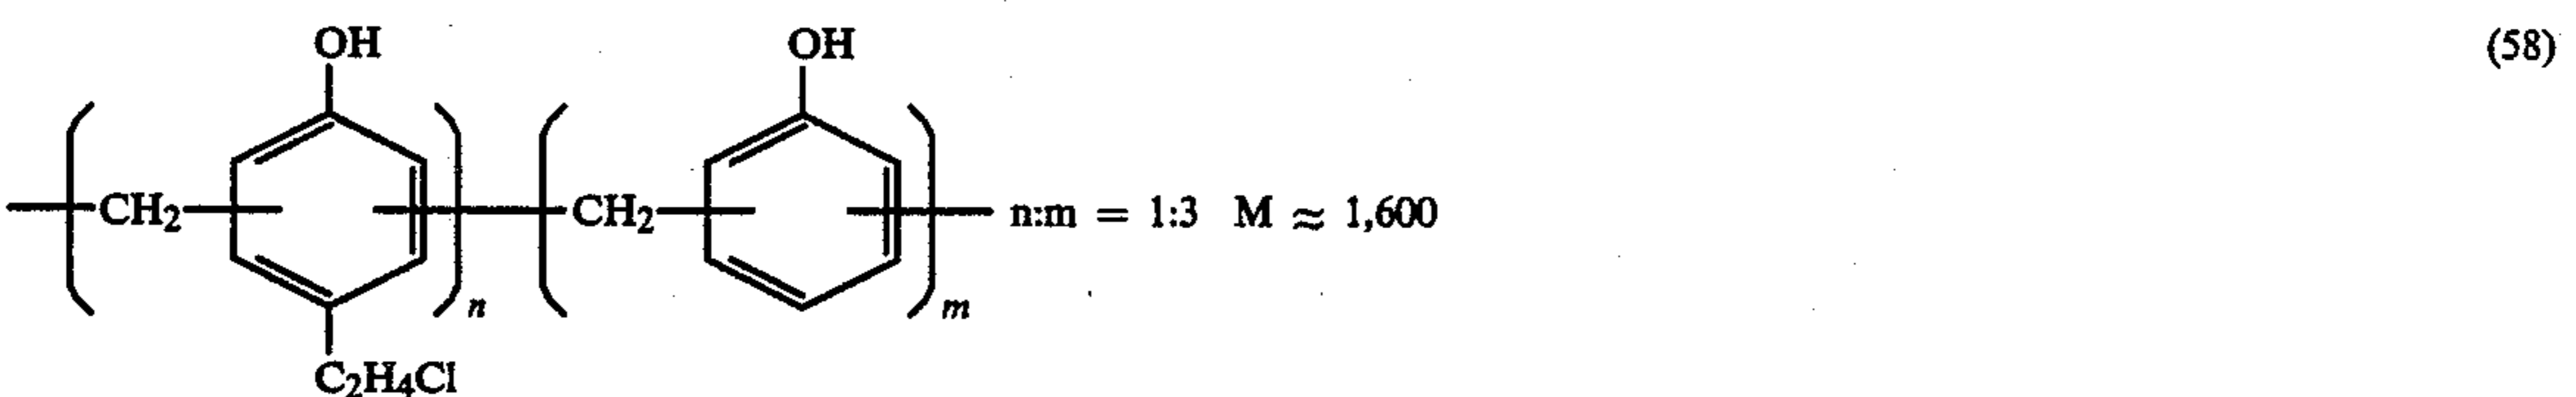 OH OH (58)
CH₂ CH₂ n:m = 1:3 M ≈ 1,600
n m
C₂H₄Cl